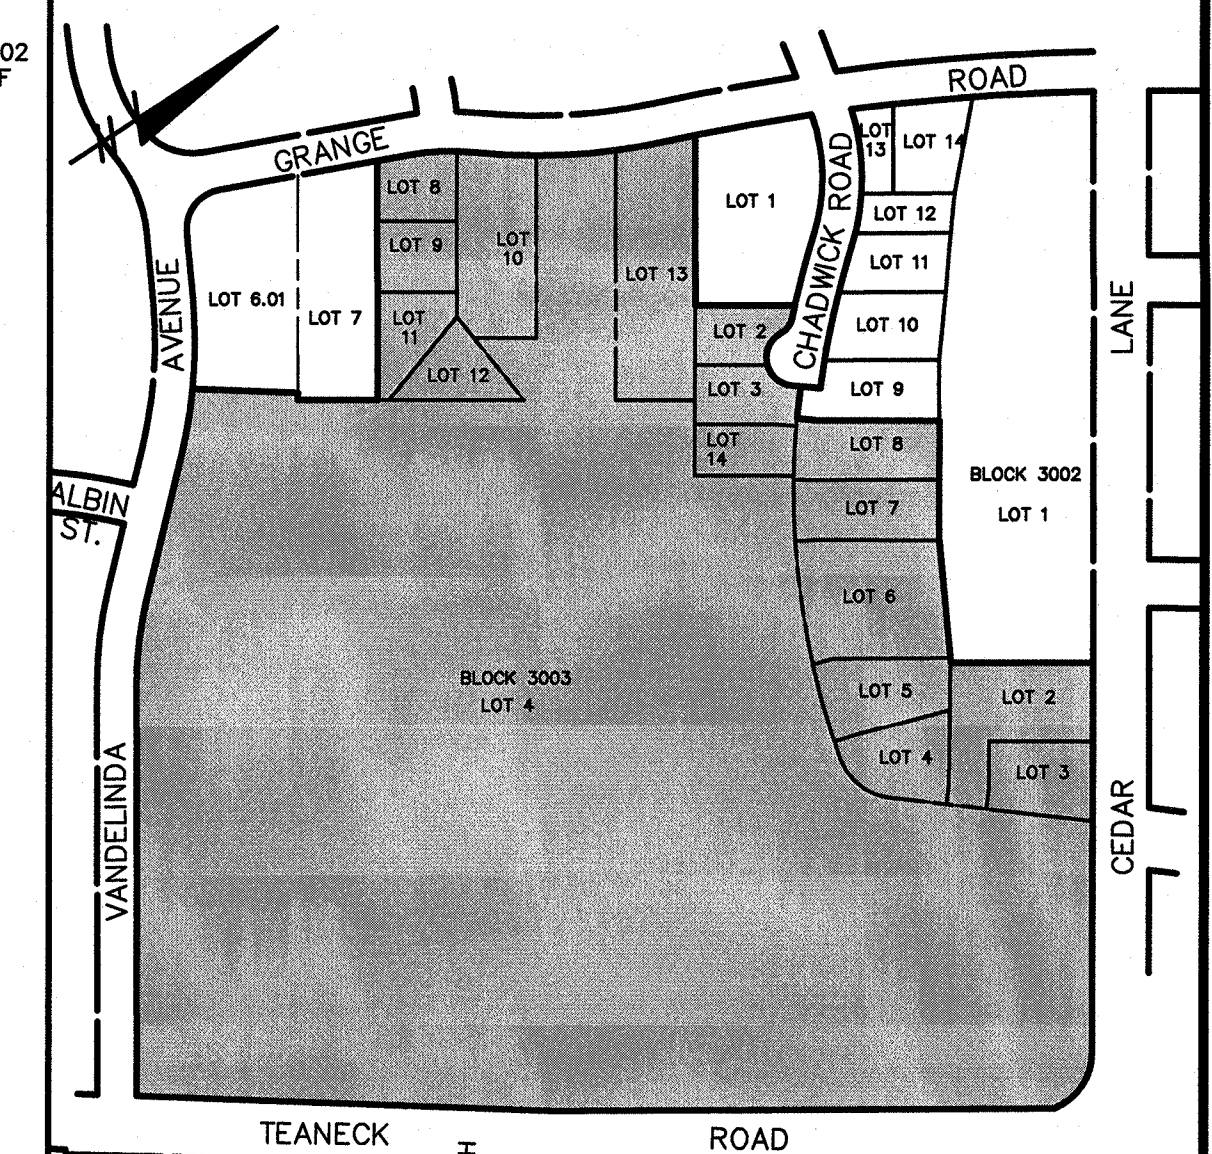 02
F
ROAD
GRANGE
LOT
13
LOT 14
LOT 8
LOT 1
LOT 12
LOT 9
LOT
10
LOT 13
LOT 11
CHADWICK ROAD
AVENUE
LOT 6.01
LOT 7
LOT
11
LOT 10
LANE
LOT 2
LOT 12
LOT 3
LOT 9
LOT
14
LOT 8
BLOCK 3002
LOT 1
ALBIN
ST.
LOT 7
LOT 6
BLOCK 3003
LOT 4
LOT 5
LOT 2
LOT 4
LOT 3
VANDELINDA
CEDAR
TEANECK
ROAD